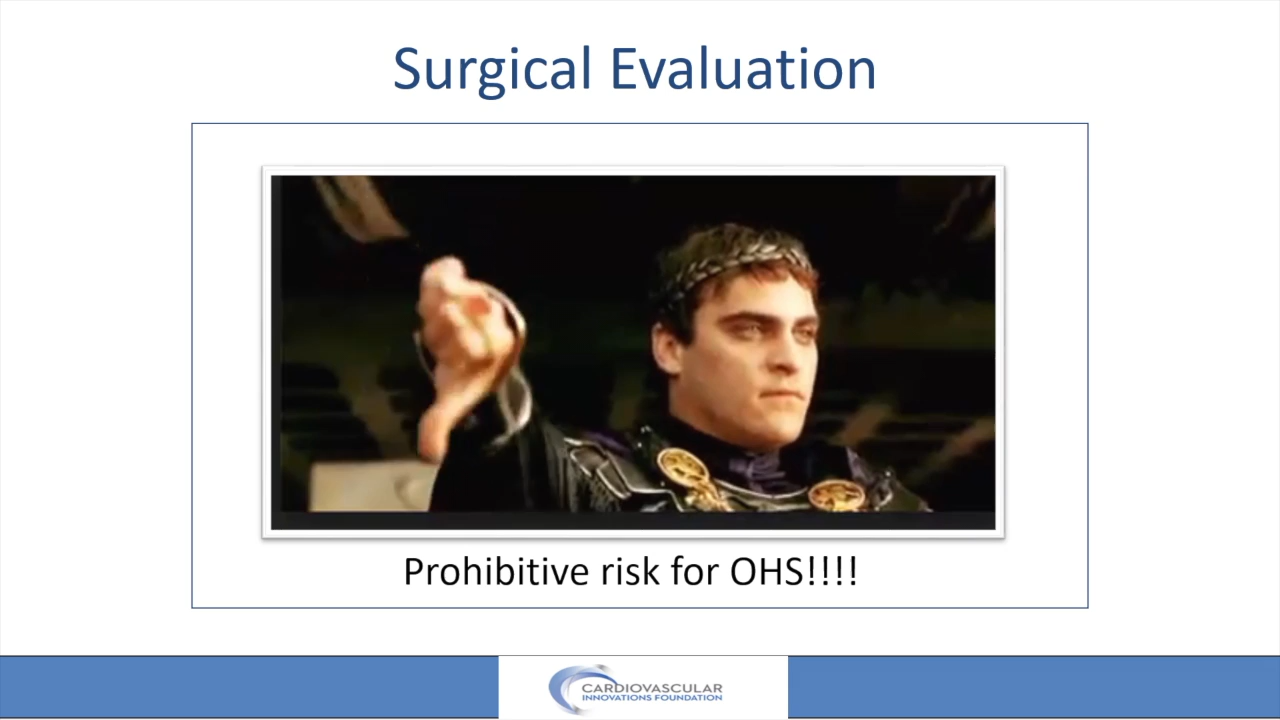 Surgical Evaluation
Prohibitive risk for OHS!!!!
CARDIOVASCULAR
INNOVATIONS FOUNDATION